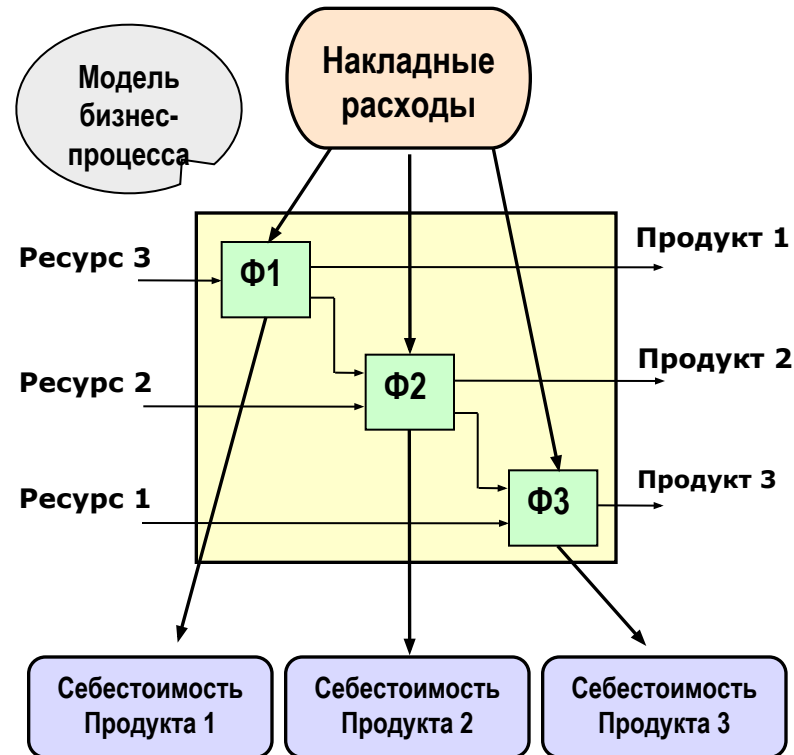 Модель
бизнес-
процесса
Накладные
расходы
Ресурс 3
Ф1
Продукт 1
Ресурс 2
Ф2
Продукт 2
Ресурс 1
Ф3
Продукт 3
Себестоимость
Продукта 1
Себестоимость
Продукта 2
Себестоимость
Продукта 3